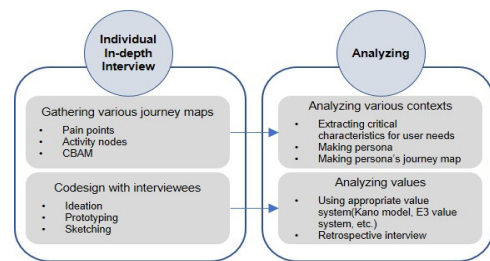 Individual
In-depth
Interview
Gathering various journey maps
• Pain points
• Activity nodes
• CBAM
Codesign with interviewees
• Ideation
• Prototyping
• Sketching
Analyzing
Analyzing various contexts
• Extracting critical
characteristics for user needs
• Making persona
• Making persona's journey map
Analyzing values
• Using appropriate value
system(Kano model, E3 value
system, etc.)
• Retrospective interview